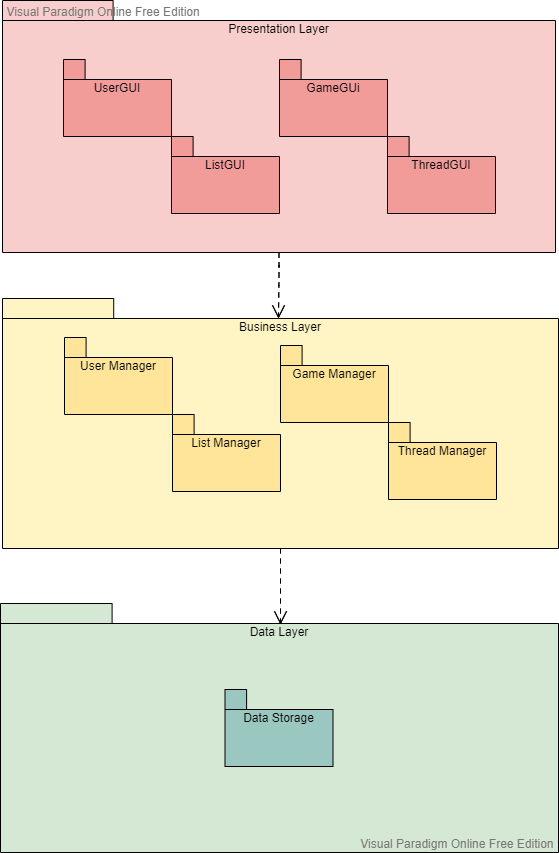 Visual Paradigm Online Free Edition
Presentation Layer
UserGUI
GameGUi
ListGUI
ThreadGUI
Business Layer
User Manager
Game Manager
List Manager
Thread Manager
Data Layer
Data Storage
Visual Paradigm Online Free Edition